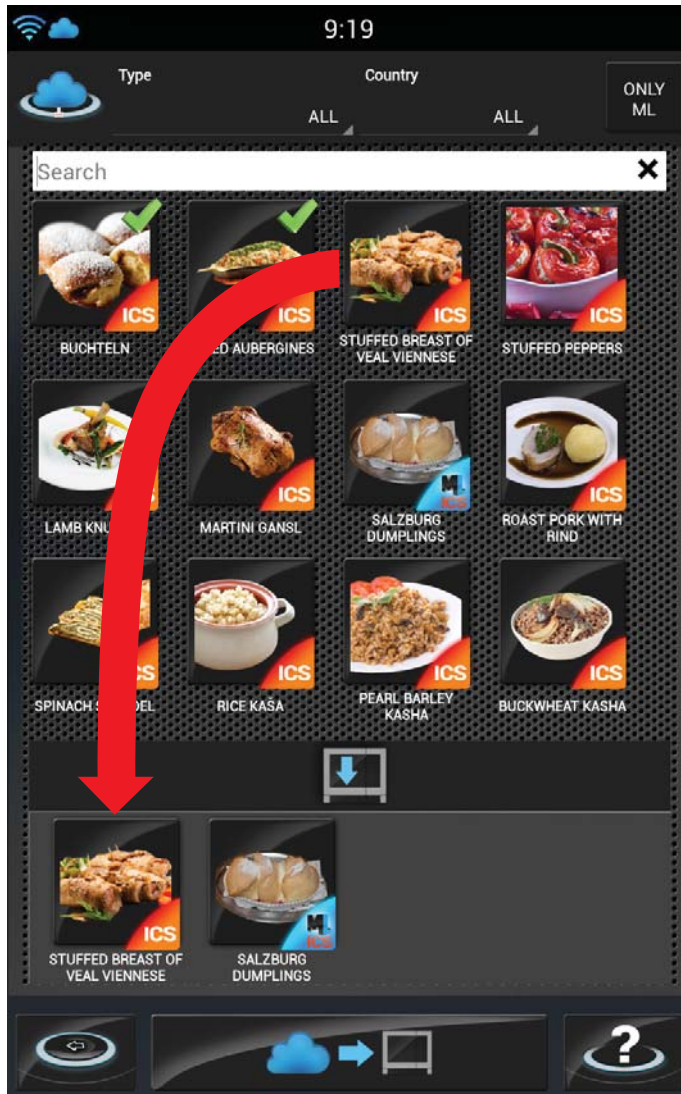 9:19
Type
Country
ALL
ALL
ONLY
ML
Search
ICS
ICS
ICS
ICS
BUCHTELN
ED AUBERGINES
STUFFED BREAST OF
VEAL VIENNESE
STUFFED PEPPERS
ICS
M
ICS
ICS
LAMB KNU
MARTINI GANSL
SALZBURG
DUMPLINGS
ROAST PORK WITH
RIND
CS
ICS
ICS
ICS
SPINACH S
DEL
RICE KAŠA
PEARL BARLEY
KASHA
BUCKWHEAT KASHA
ICS
M
ICS
STUFFED BREAST OF
VEAL VIENNESE
SALZBURG
DUMPLINGS
?